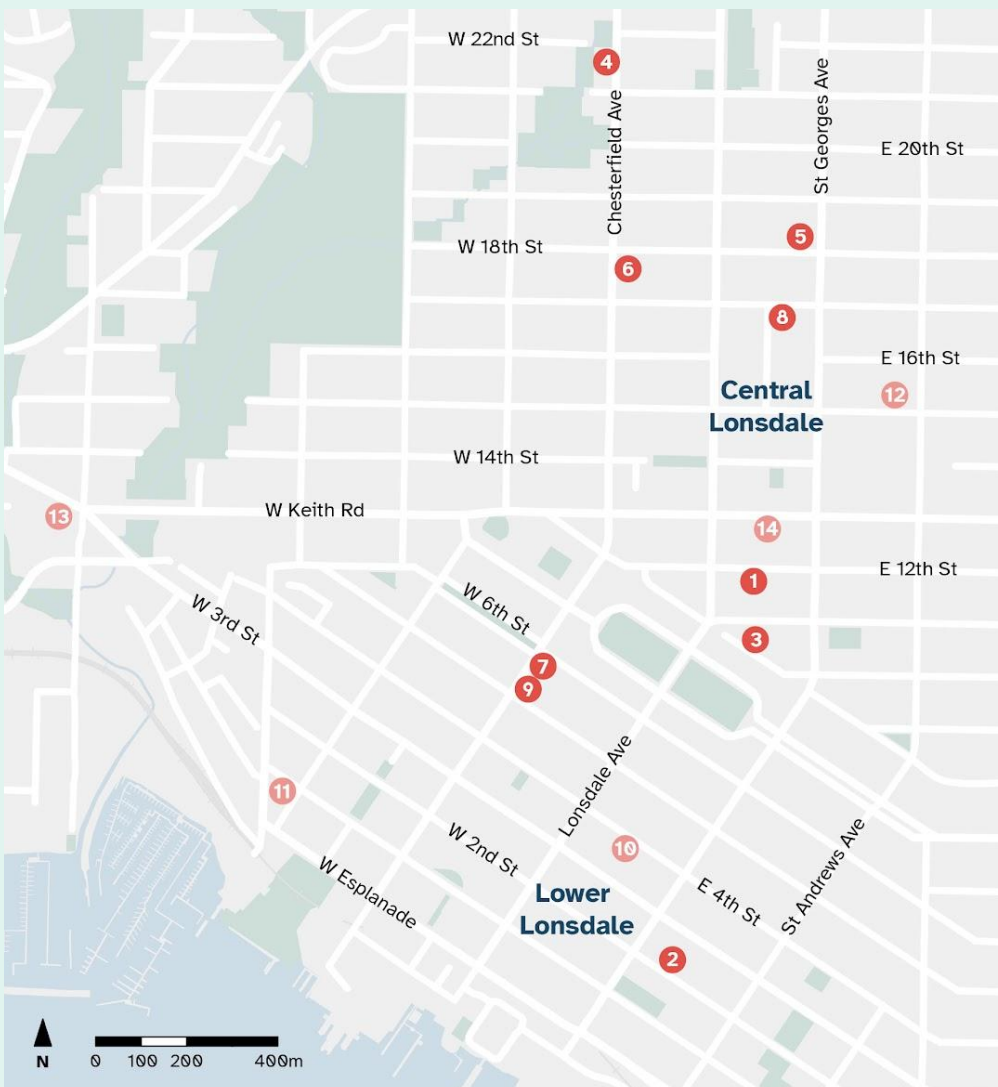 W 22nd St
4
Chesterfield Ave
St Georges Ave
E 20th St
5
W 18th St
6
8
E 16th St
12
Central
Lonsdale
W 14th St
W Keith Rd
13
14
E 12th St
1
W 6th St
W 3rd St
3
7
9
Lonsdale Ave
11
10
W 2nd St
W Esplanade
St Andrews Ave
E 4th St
Lower
Lonsdale
2
N
0 100 200 400m